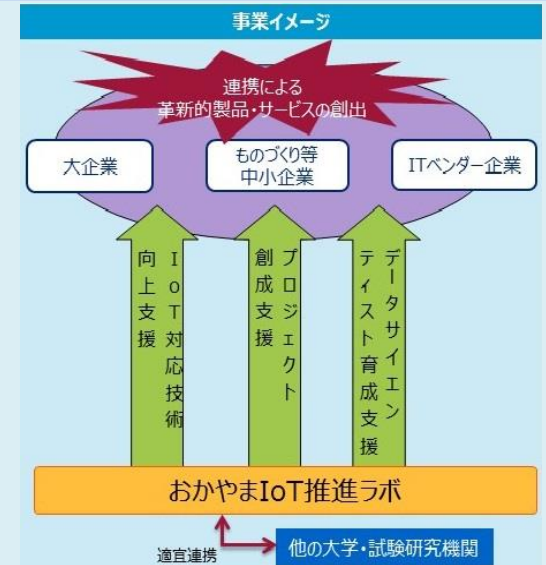 事業イメージ
連携による
革新的製品・サービスの創出
大企業
ものづくり等
中小企業
ITベンダー企業
IoT対応技術
向上支援
プロジェクト
創成支援
データサイエン
ティスト育成支援
おかやまIoT推進ラボ
適宜連携
他の大学・試験研究機関